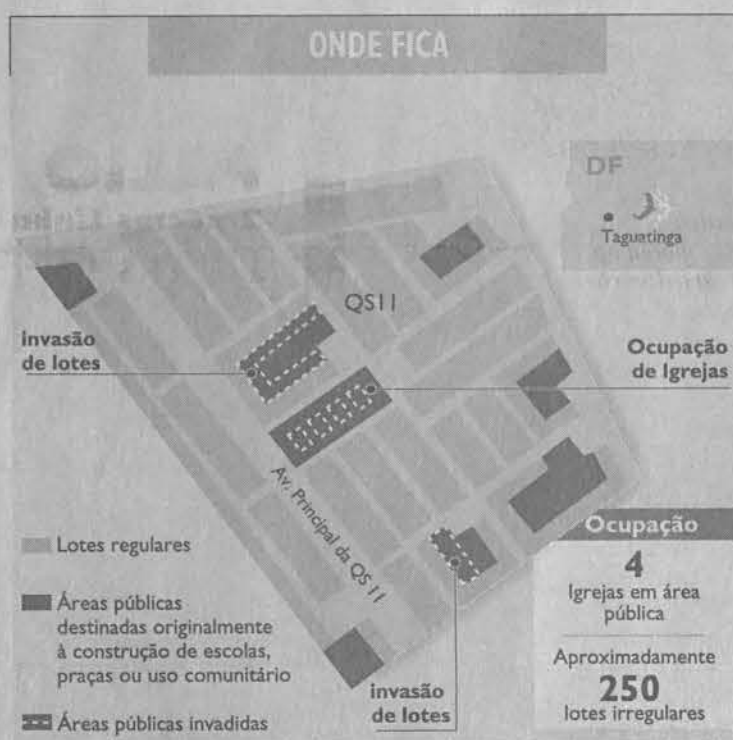 ONDE FICA
DF
Taguatinga
QS11
invasão
de lotes
Ocupação
de Igrejas
Av. Principal da QS 11
Lotes regulares
Áreas públicas
destinadas originalmente
à construção de escolas,
praças ou uso comunitário
Áreas públicas invadidas
invasão
de lotes
Ocupação
4
Igrejas em área
pública
Aproximadamente
250
lotes irregulares